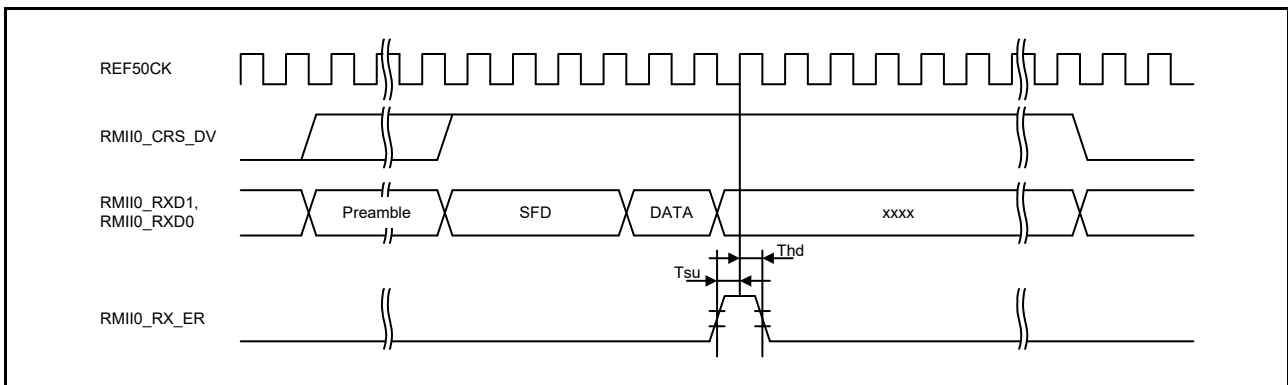 REF50CK
RMII0_CRS_DV
RMII0_RXD1,
RMII0_RXD0
Preamble
SFD
DATA
xxxx
Thd
Tsu
RMII0_RX_ER